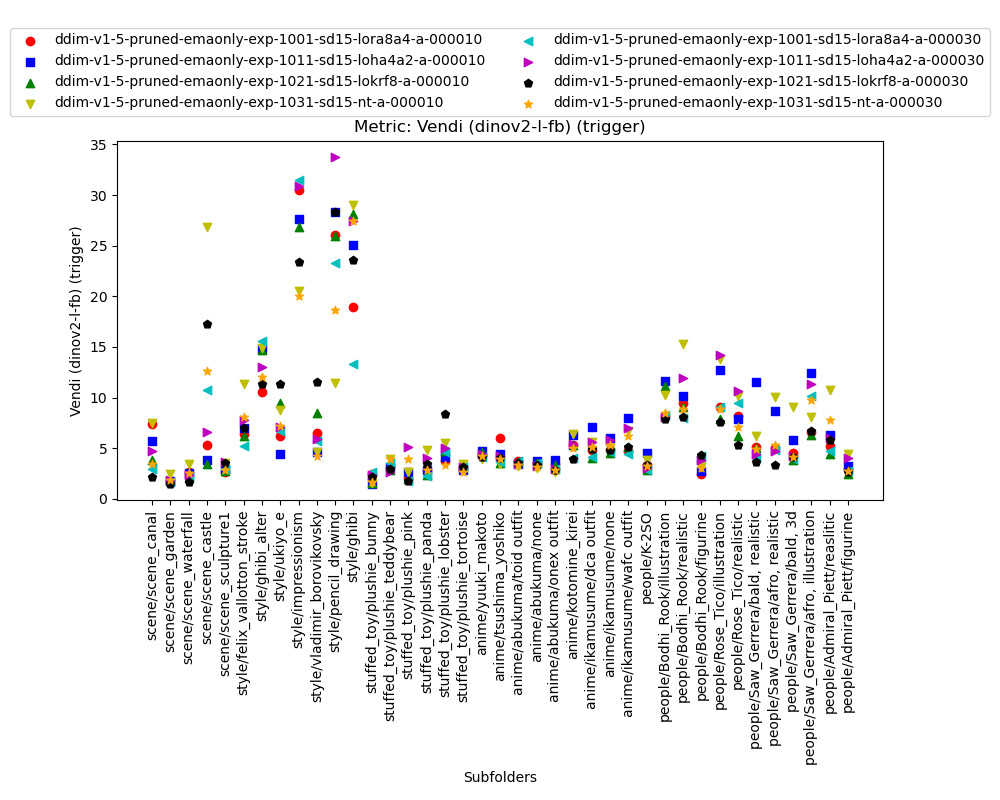 ddim-v1-5-pruned-emaonly-exp-1001-sd15-lora8a4-a-000010
ddim-v1-5-pruned-emaonly-exp-1011-sd15-loha4a2-a-000010
ddim-v1-5-pruned-emaonly-exp-1021-sd15-lokrf8-a-000010
ddim-v1-5-pruned-emaonly-exp-1031-sd15-nt-a-000010
ddim-v1-5-pruned-emaonly-exp-1001-sd15-lora8a4-a-000030
ddim-v1-5-pruned-emaonly-exp-1011-sd15-loha4a2-a-000030
ddim-v1-5-pruned-emaonly-exp-1021-sd15-lokrf8-a-000030
ddim-v1-5-pruned-emaonly-exp-1031-sd15-nt-a-000030
Metric: Vendi (dinov2-l-fb) (trigger)
Vendi (dinov2-l-fb) (trigger)
35
30
25
20
15
10
5
0
scene/scene_canal
scene/scene_garden
scene/scene_waterfall
scene/scene_castle
scene/scene_sculpture1
style/felix_vallotton_stroke
style/ghibi_alter
style/ukiyo_e
style/impressionism
style/vladimir_borovikovsky
style/pencil_drawing
style/ghibi
stuffed_toy/plushie_bunny
stuffed_toy/plushie_teddybear
stuffed_toy/plushie_pink
stuffed_toy/plushie_panda
stuffed_toy/plushie_lobster
stuffed_toy/plushie_tortoise
anime/yuuki_makoto
anime/tsushima_yoshiko
anime/abukuma/toid outfit
anime/abukuma/none
anime/abukuma/onex outfit
anime/kotomine_kirei
anime/ikamusume/dca outfit
anime/ikamusume/none
anime/ikamusume/wafc outfit
people/K-2SO
people/Bodhi_Rook/illustration
people/Bodhi_Rook/realistic
people/Bodhi_Rook/figurine
people/Rose_Tico/illustration
people/Rose_Tico/realistic
people/Saw_Gerrera/bald, realistic
people/Saw_Gerrera/afro, realistic
people/Saw_Gerrera/bald, 3d
people/Saw_Gerrera/afro, illustration
people/Admiral_Piett/reaslitic
people/Admiral_Piett/figurine
Subfolders